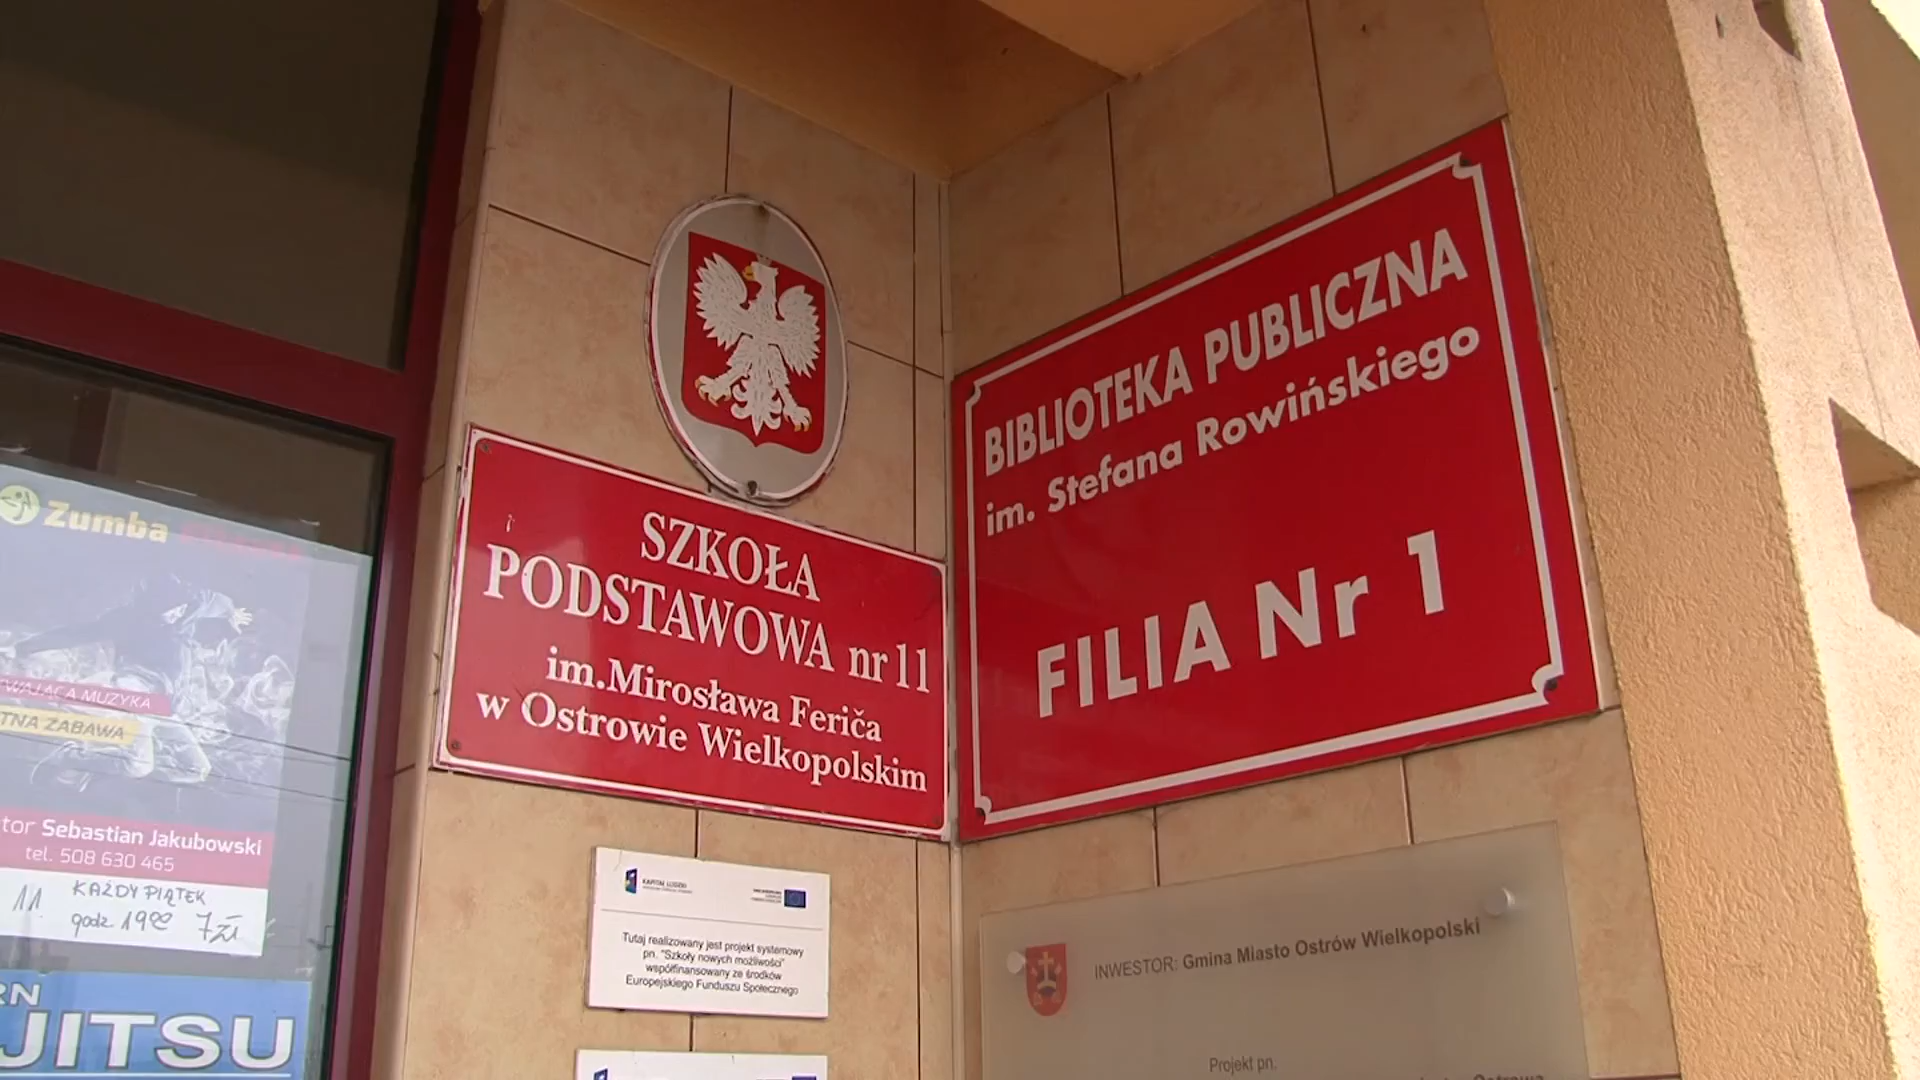 Zumba
WAJĄCA MUZYKA
TNA ZABAWA
tor Sebastian Jakubowski
tel. 508 630 465
11 KAŻDY PIĄTEK
godz 1900 7zł
RN
JITSU
SZKOŁA
PODSTAWOWA nr 11
im.Mirosława Feriča
w Ostrowie Wielkopolskim
KAPITAŁ LUDZKI
Tutaj realizowany jest projekt systemowy
pn. "Szkoły nowych możliwości"
współfinansowany ze środków
Europejskiego Funduszu Społecznego
BIBLIOTEKA PUBLICZNA
im. Stefana Rowińskiego
FILIA Nr 1
INWESTOR: Gmina Miasto Ostrów Wielkopolski
Projekt pn.